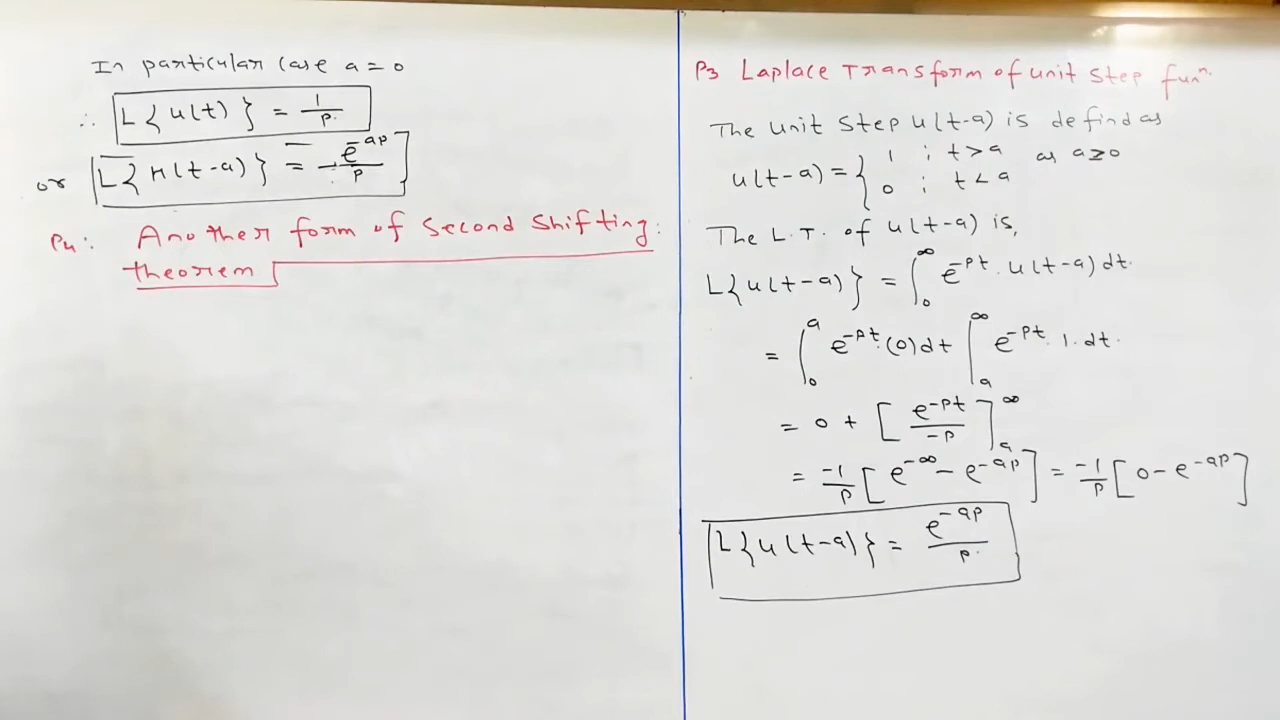 In particular case a = 0
∴ L{u(t)} = 1/p.
or L{H(t-a)} = e^-ap/p
P4: Another form of Second Shifting
theorem
P3 Laplace Transform of unit step funⁿ.
The unit step u(t-a) is defind as
u(t-a) = { 1 ; t>a as a≥0
0 ; t<a
The L.T. of u(t-a) is,
L{u(t-a)} = ∫₀^∞ e^-pt . u(t-a) dt.
= ∫₀^a e^-pt.(0)dt ∫ₐ^∞ e^-pt. 1. dt.
= 0 + [e^-pt/-p]ₐ^∞
= -1/p [e^-∞ - e^-ap] = -1/p [0 - e^-ap]
L{u(t-a)} = e^-ap/p.